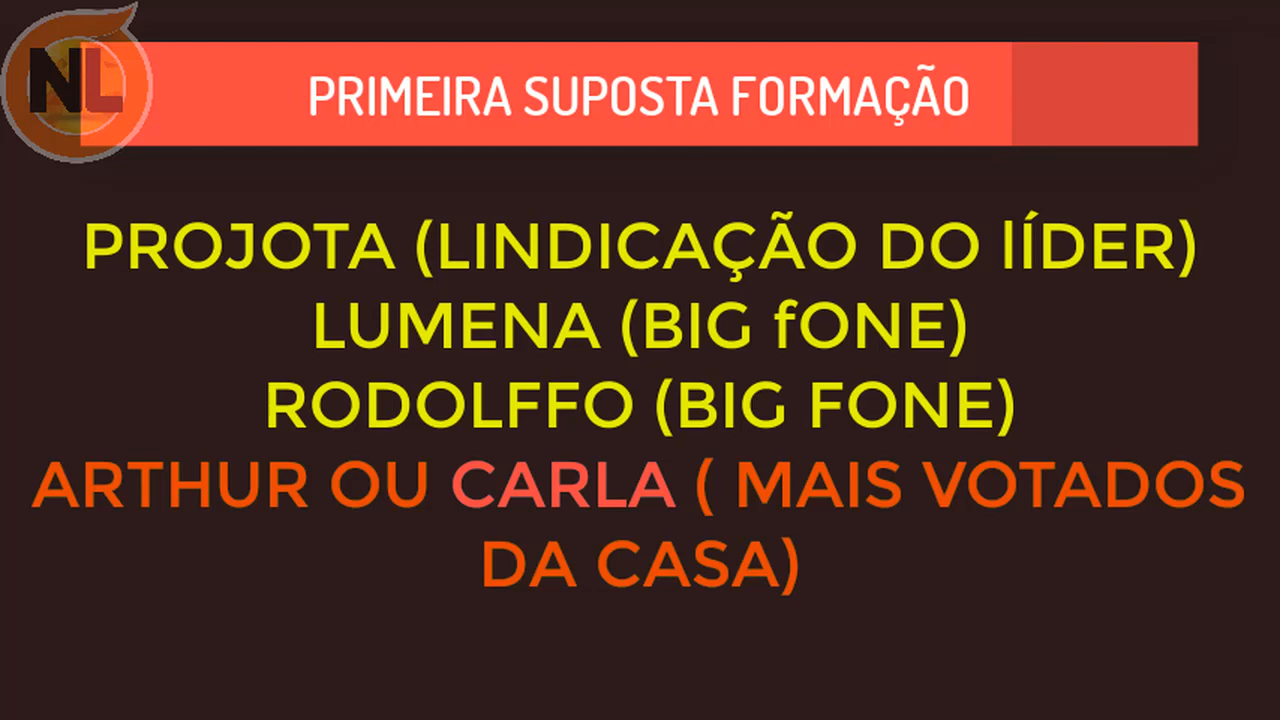 NL
PRIMEIRA SUPOSTA FORMAÇÃO
PROJOTA (LINDICAÇÃO DO lÍDER)
LUMENA (BIG fONE)
RODOLFFO (BIG FONE)
ARTHUR OU CARLA ( MAIS VOTADOS
DA CASA)